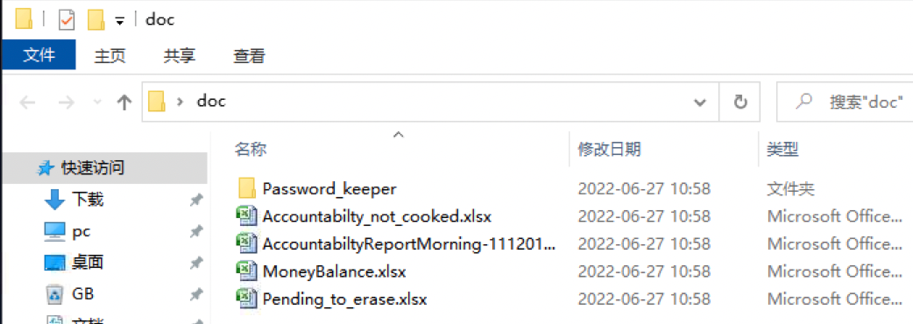 doc
文件 主页 共享 查看
doc 搜索"doc"
名称 修改日期 类型
快速访问
下载
pc
桌面
GB
文档
Password_keeper 2022-06-27 10:58 文件夹
Accountabilty_not_cooked.xlsx 2022-06-27 10:58 Microsoft Office...
AccountabiltyReportMorning-111201... 2022-06-27 10:58 Microsoft Office...
MoneyBalance.xlsx 2022-06-27 10:58 Microsoft Office...
Pending_to_erase.xlsx 2022-06-27 10:58 Microsoft Office...